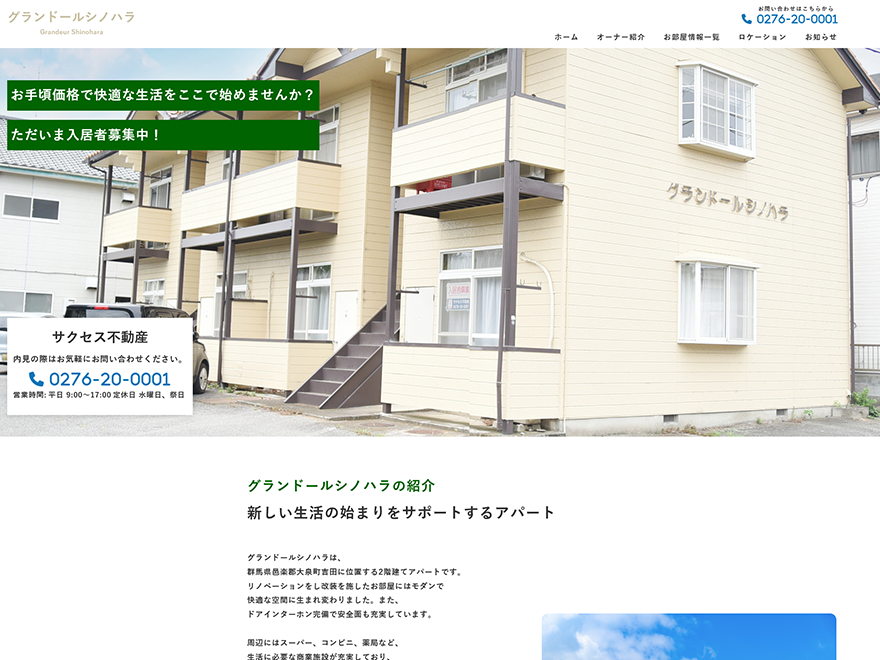 グランドールシノハラ
Grandeur Shinohara
お問い合わせはこちらから
0276-20-0001
ホーム オーナー紹介 お部屋情報一覧 ロケーション お知らせ
お手頃価格で快適な生活をここで始めませんか？
ただいま入居者募集中！
グランドールシノハラ
サクセス不動産
内見の際はお気軽にお問い合わせください。
0276-20-0001
営業時間: 平日 9:00〜17:00 定休日 水曜日、祭日
グランドールシノハラの紹介
新しい生活の始まりをサポートするアパート
グランドールシノハラは、
群馬県邑楽郡大泉町吉田に位置する2階建てアパートです。
リノベーションをし改装を施したお部屋にはモダンで
快適な空間に生まれ変わりました。また、
ドアインターホン完備で安全面も充実しています。
周辺にはスーパー、コンビニ、薬局など、
生活に必要な商業施設が充実しており、